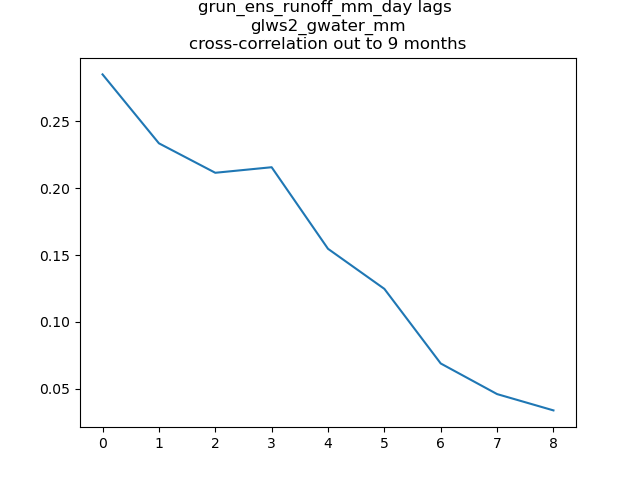 grun_ens_runoff_mm_day lags
glws2_gwater_mm
cross-correlation out to 9 months
0.25
0.20
0.15
0.10
0.05
0 1 2 3 4 5 6 7 8